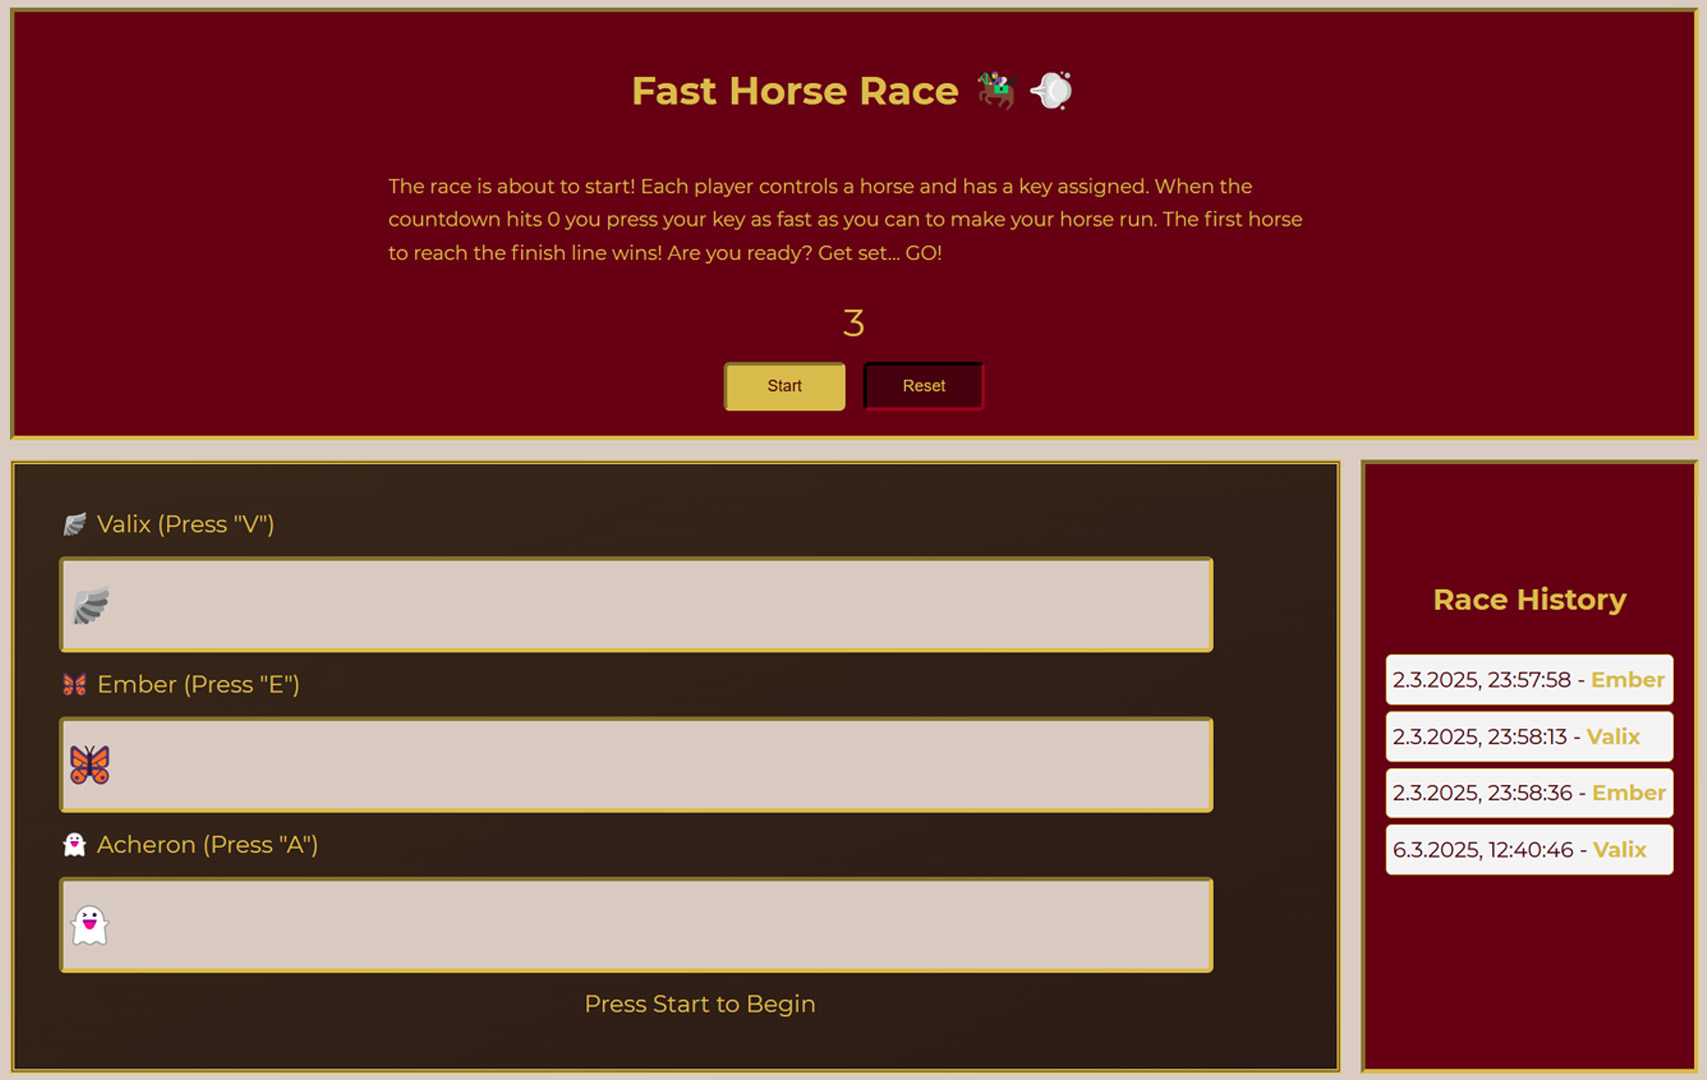 Fast Horse Race
The race is about to start! Each player controls a horse and has a key assigned. When the
countdown hits 0 you press your key as fast as you can to make your horse run. The first horse
to reach the finish line wins! Are you ready? Get set... GO!
3
Start
Reset
Valix (Press "V")
Ember (Press "E")
Acheron (Press "A")
Press Start to Begin
Race History
2.3.2025, 23:57:58 - Ember
2.3.2025, 23:58:13 - Valix
2.3.2025, 23:58:36 - Ember
6.3.2025, 12:40:46 - Valix